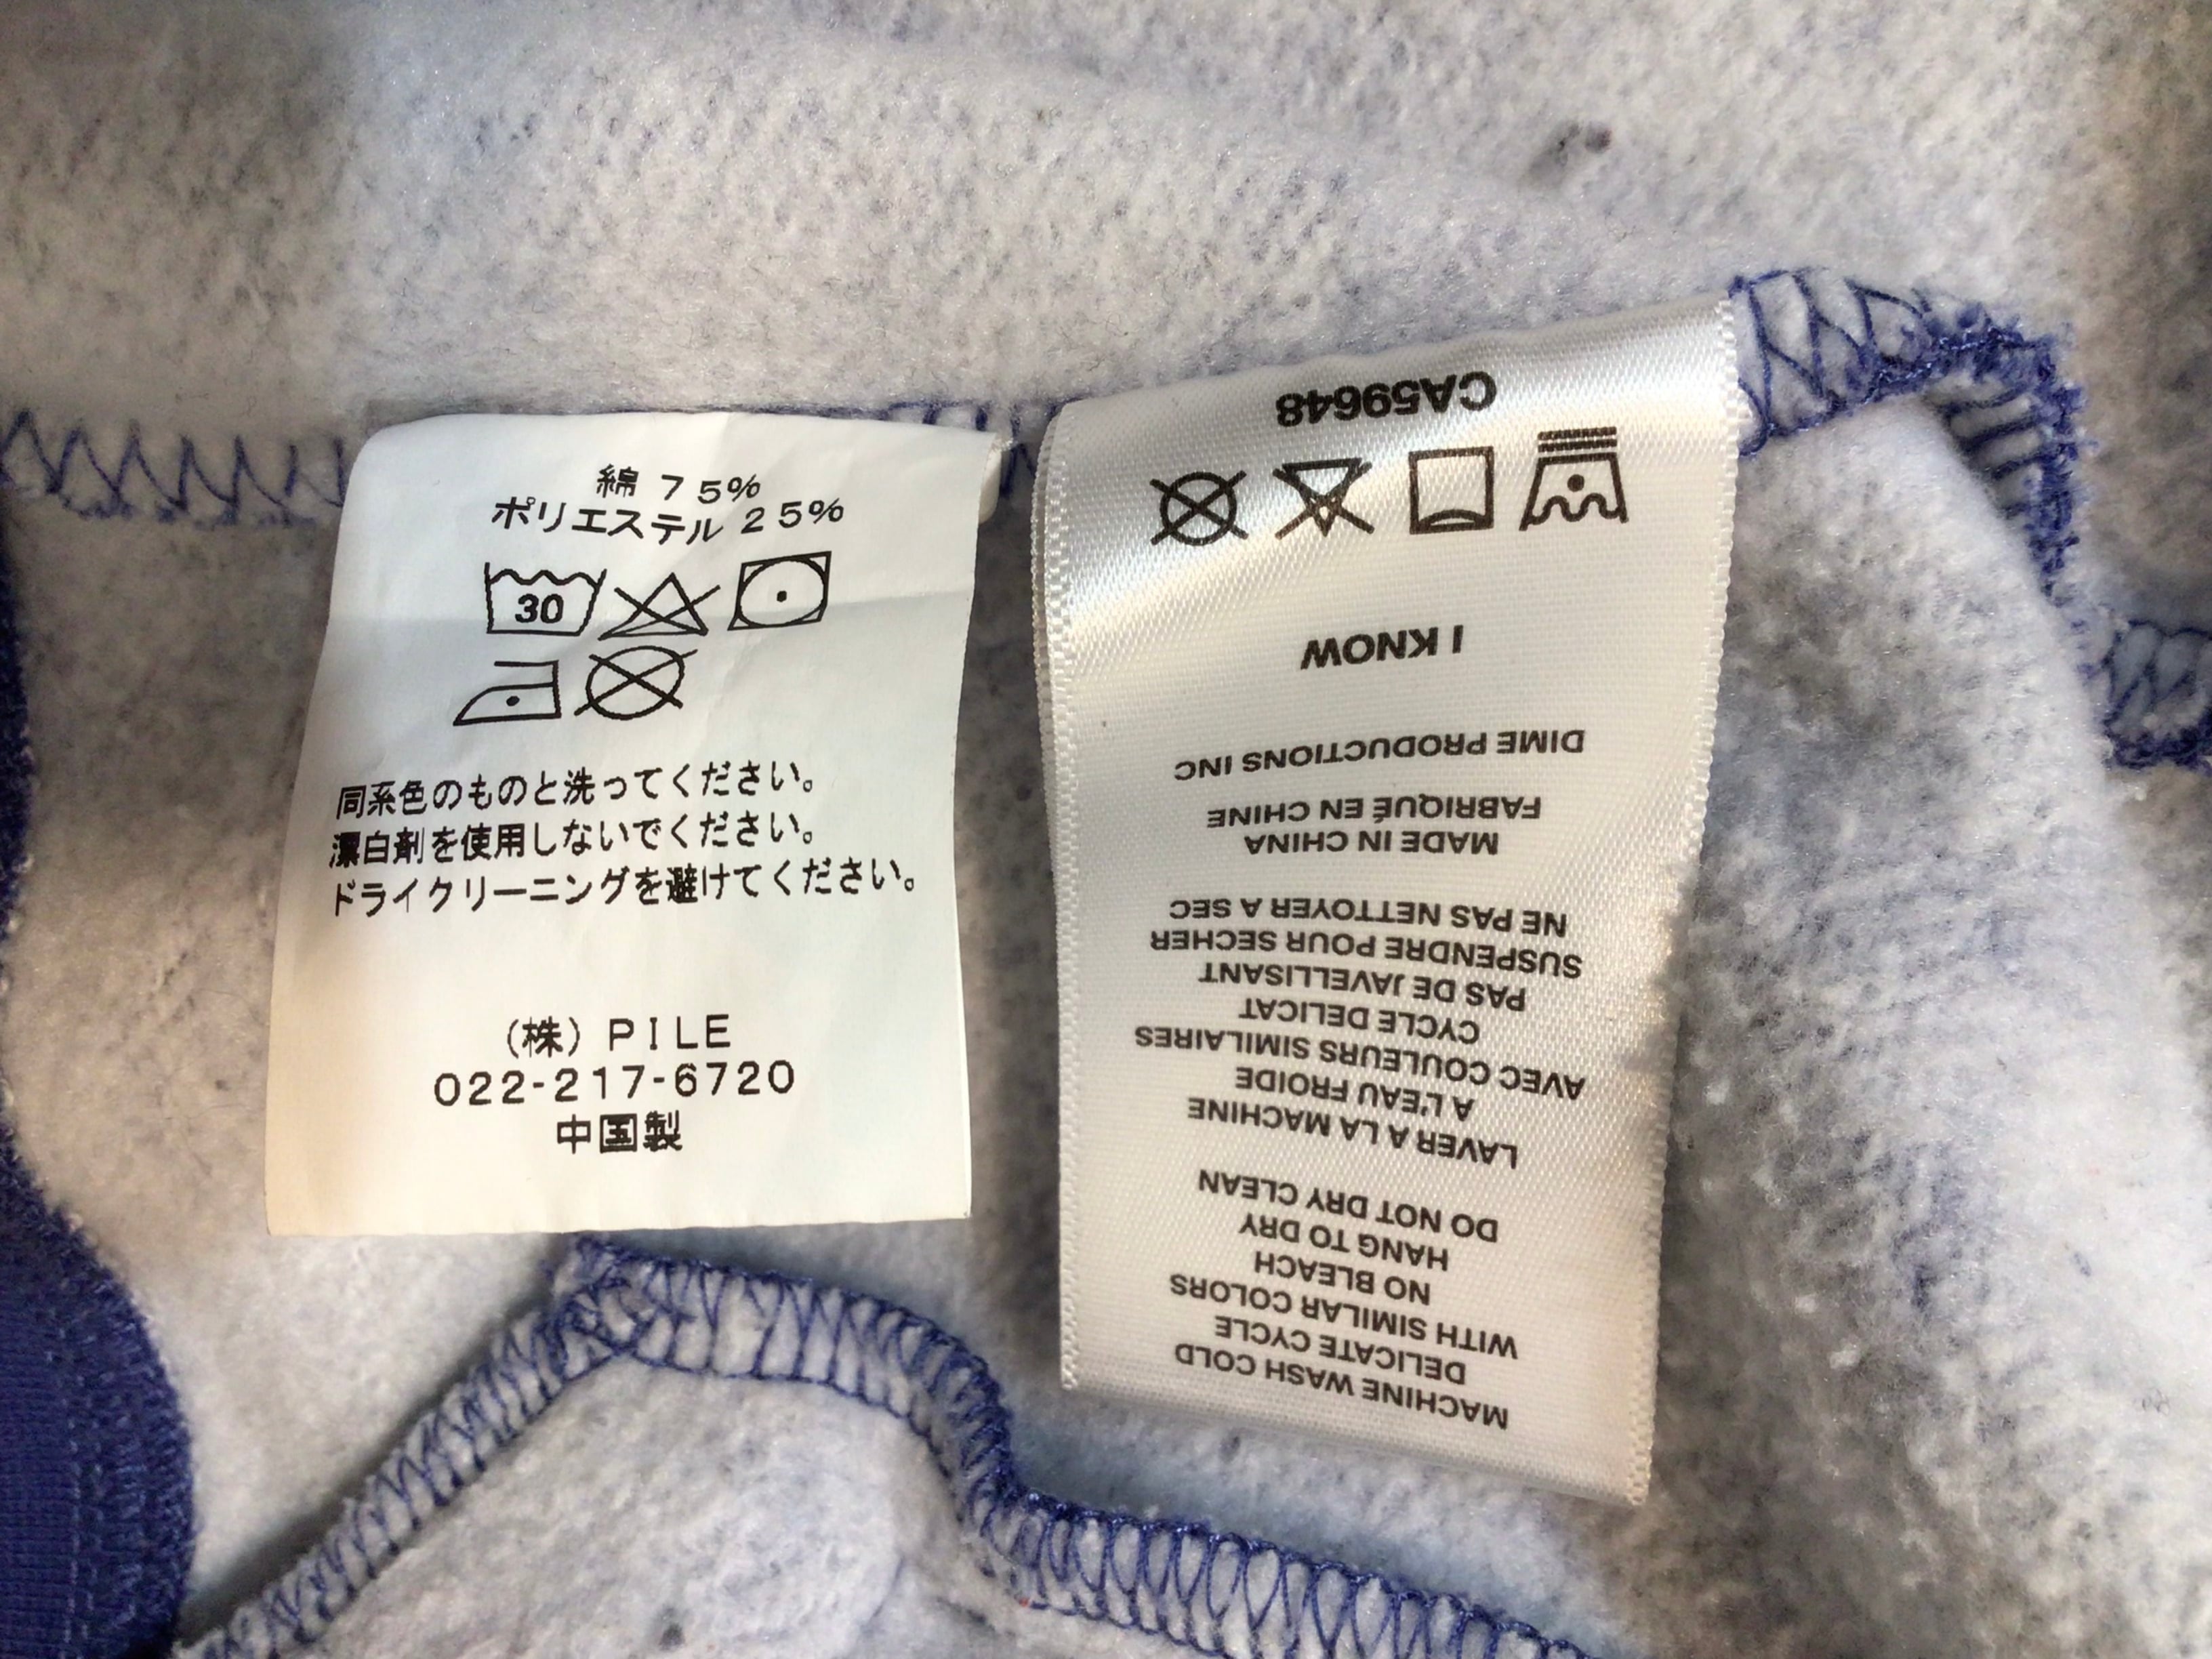 綿 75%
ポリエステル 25%
30
同系色のものと洗ってください。
漂白剤を使用しないでください。
ドライクリーニングを避けてください。
(株) PILE
022-217-6720
中国製
MACHINE WASH COLD
DELICATE CYCLE
WITH SIMILAR COLORS
NO BLEACH
HANG TO DRY
DO NOT DRY CLEAN
LAVER A LA MACHINE
A L'EAU FROIDE
AVEC COULEURS SIMILAIRES
CYCLE DELICAT
PAS DE JAVELLISANT
SUSPENDRE POUR SECHER
NE PAS NETTOYER A SEC
MADE IN CHINA
FABRIQUÉ EN CHINE
DIME PRODUCTIONS INC
I KNOW
CA59648